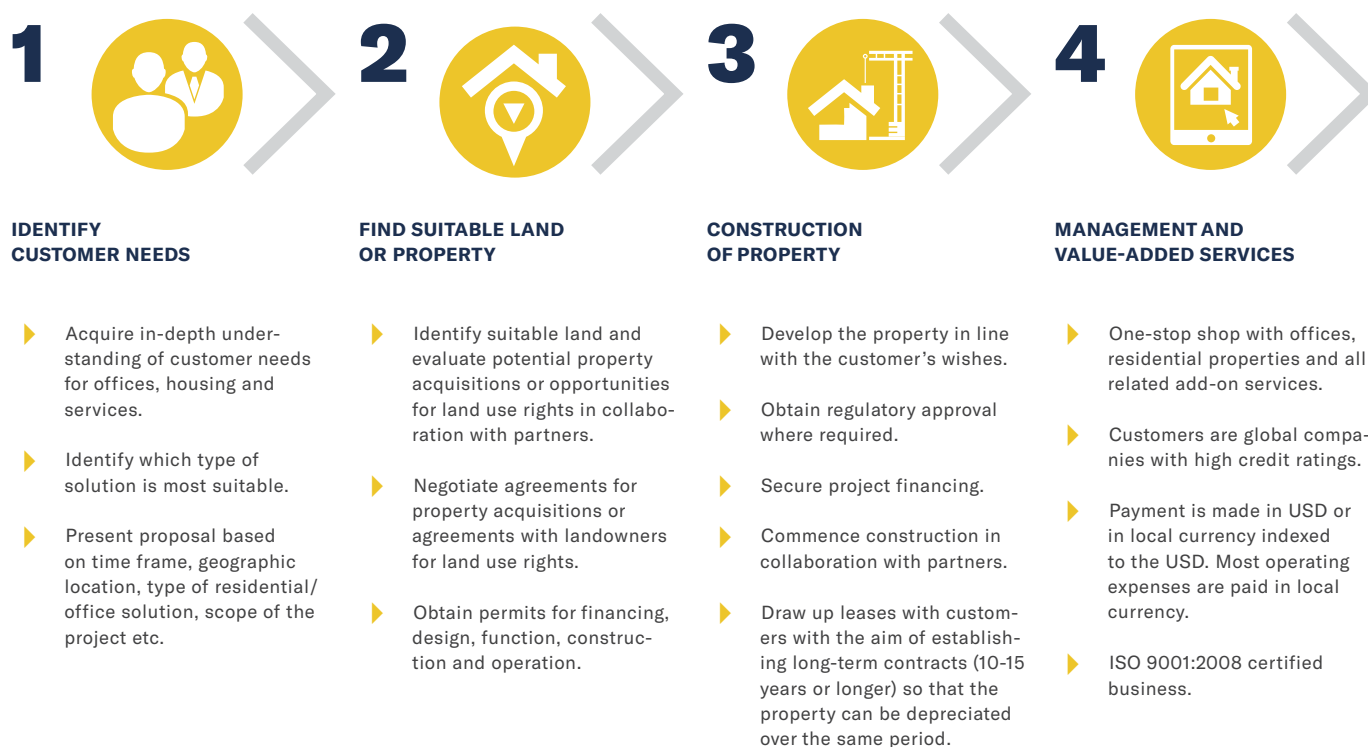 1
IDENTIFY
CUSTOMER NEEDS
Acquire in-depth under-
standing of customer needs
for offices, housing and
services.
Identify which type of
solution is most suitable.
Present proposal based
on time frame, geographic
location, type of residential/
office solution, scope of the
project etc.
2
FIND SUITABLE LAND
OR PROPERTY
Identify suitable land and
evaluate potential property
acquisitions or opportunities
for land use rights in collabo-
ration with partners.
Negotiate agreements for
property acquisitions or
agreements with landowners
for land use rights.
Obtain permits for financing,
design, function, construc-
tion and operation.
3
CONSTRUCTION
OF PROPERTY
Develop the property in line
with the customer’s wishes.
Obtain regulatory approval
where required.
Secure project financing.
Commence construction in
collaboration with partners.
Draw up leases with custom-
ers with the aim of establish-
ing long-term contracts (10-15
years or longer) so that the
property can be depreciated
over the same period.
4
MANAGEMENT AND
VALUE-ADDED SERVICES
One-stop shop with offices,
residential properties and all
related add-on services.
Customers are global compa-
nies with high credit ratings.
Payment is made in USD or
in local currency indexed
to the USD. Most operating
expenses are paid in local
currency.
ISO 9001:2008 certified
business.